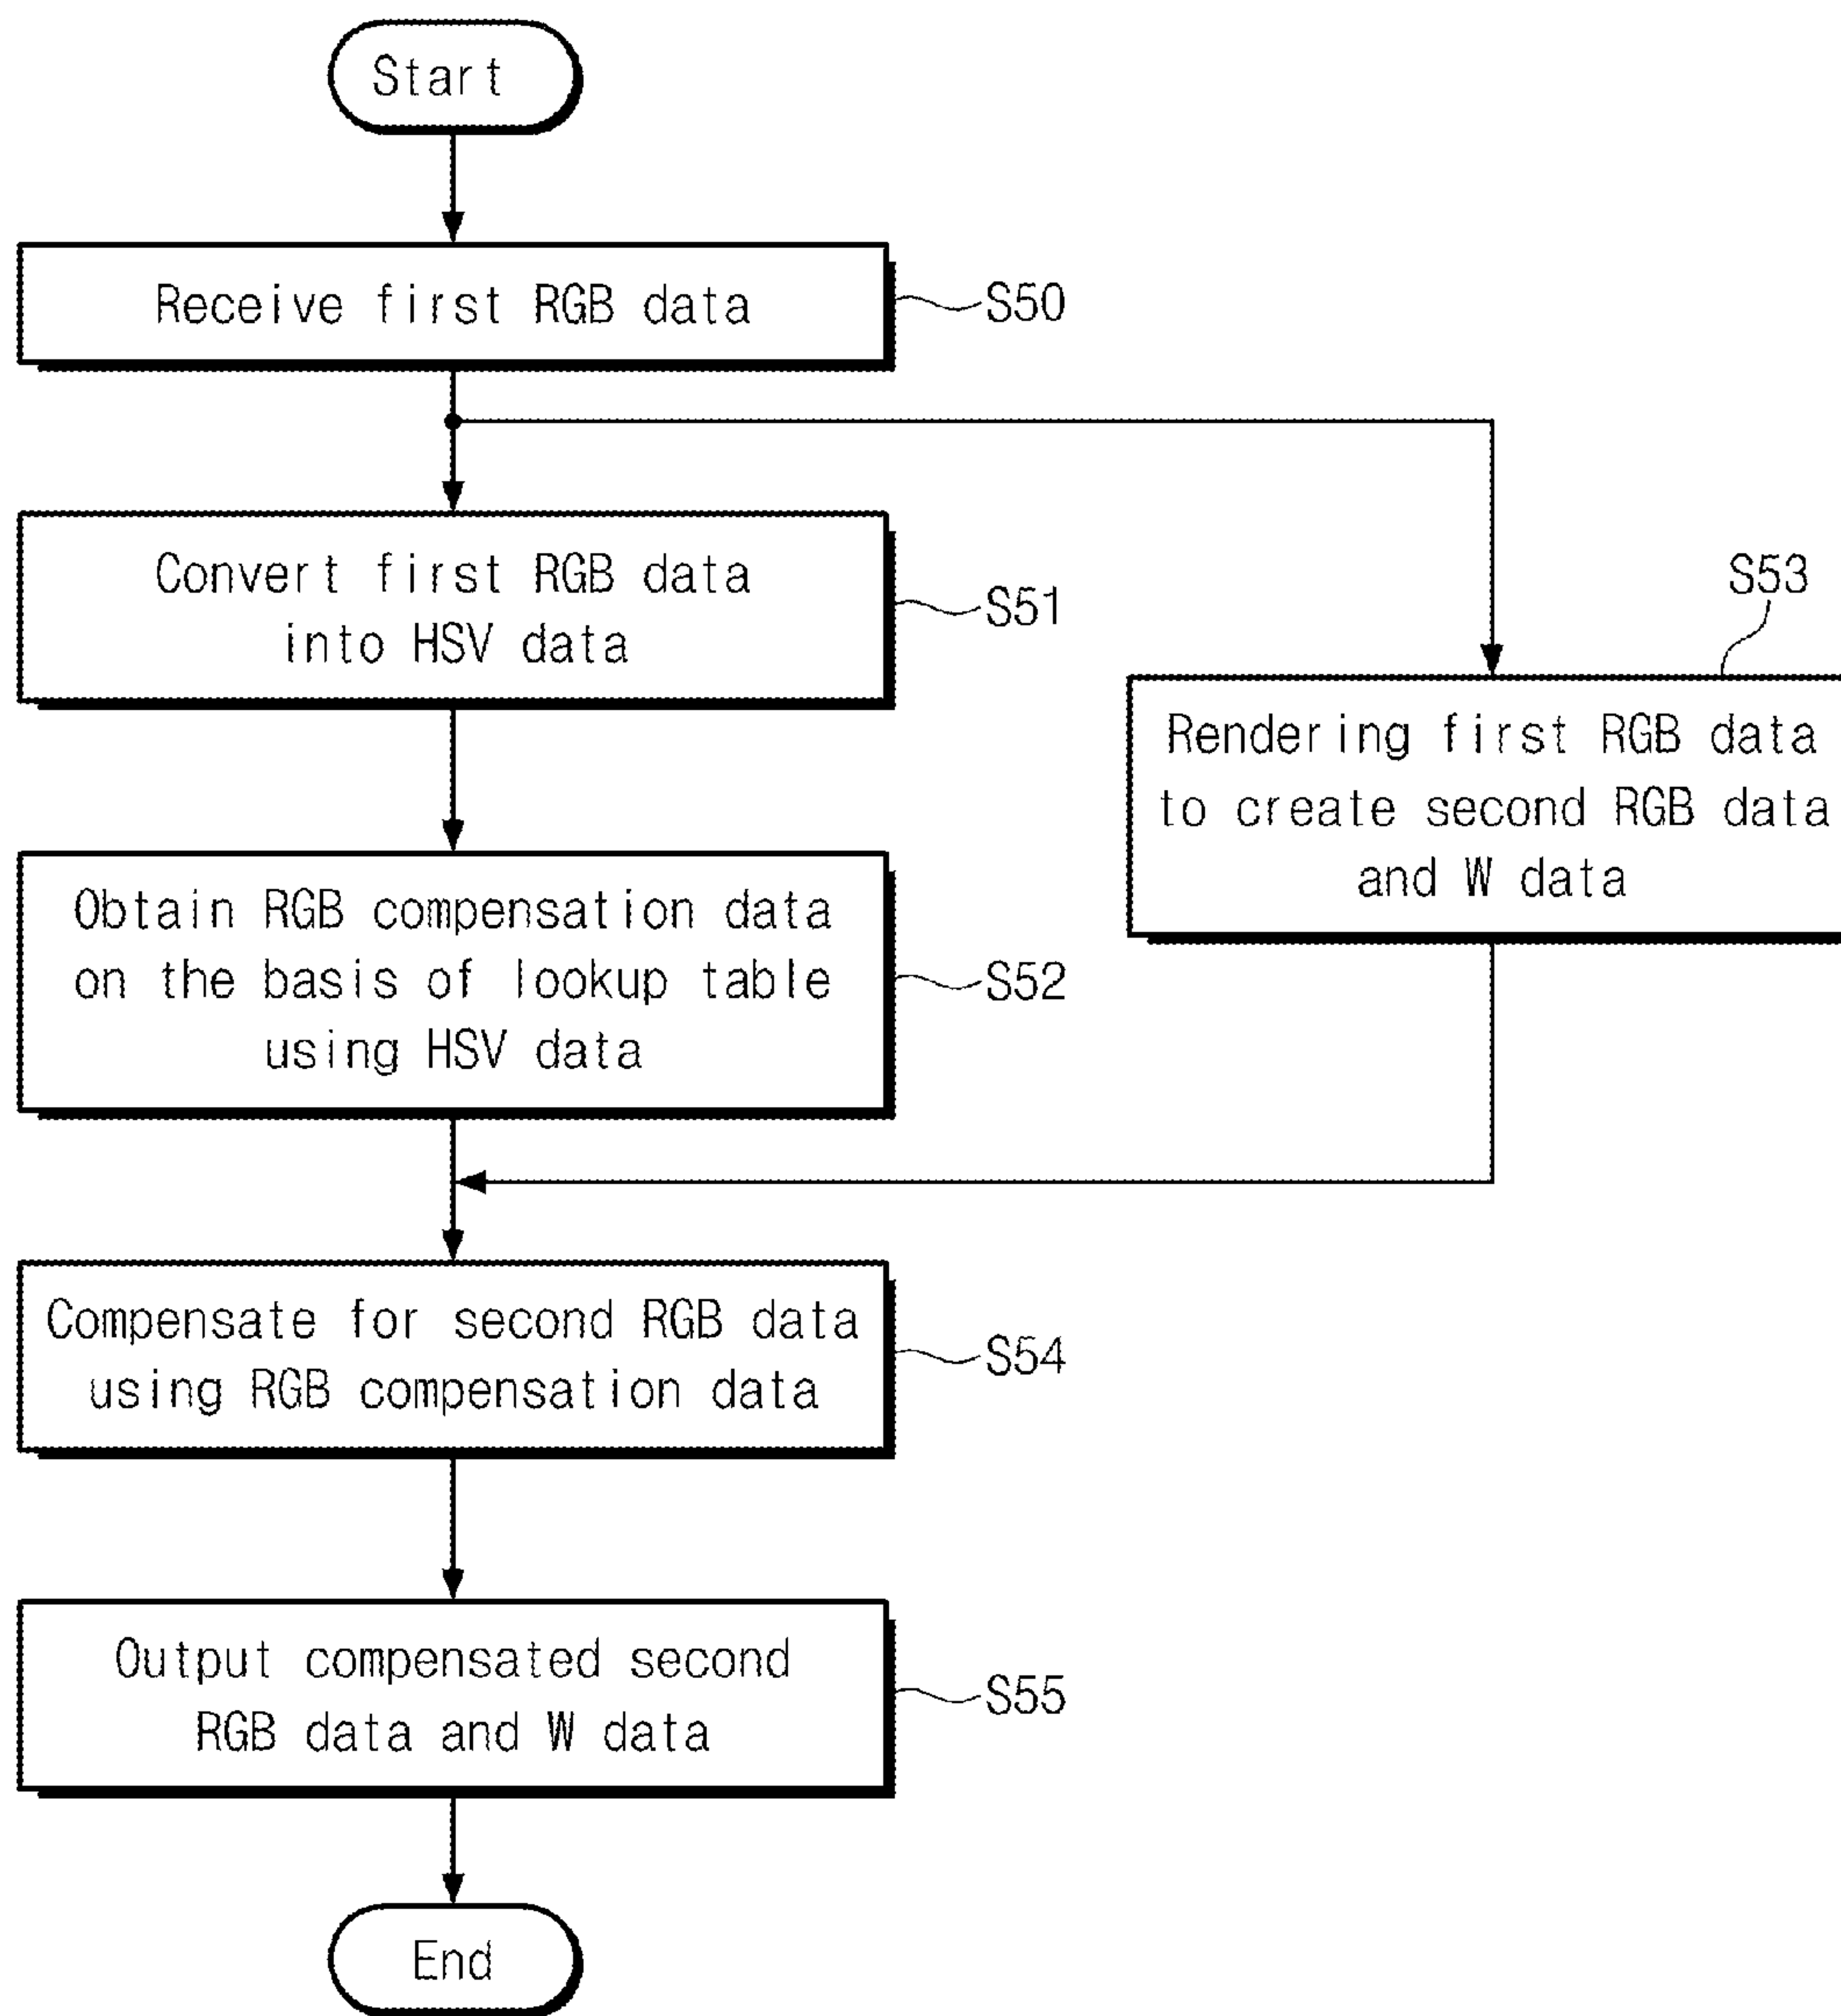 Start
Receive first RGB data
S50
Convert first RGB data
into HSV data
S51
S53
Rendering first RGB data
to create second RGB data
and W data
Obtain RGB compensation data
on the basis of lookup table
using HSV data
S52
Compensate for second RGB data
using RGB compensation data
S54
Output compensated second
RGB data and W data
S55
End